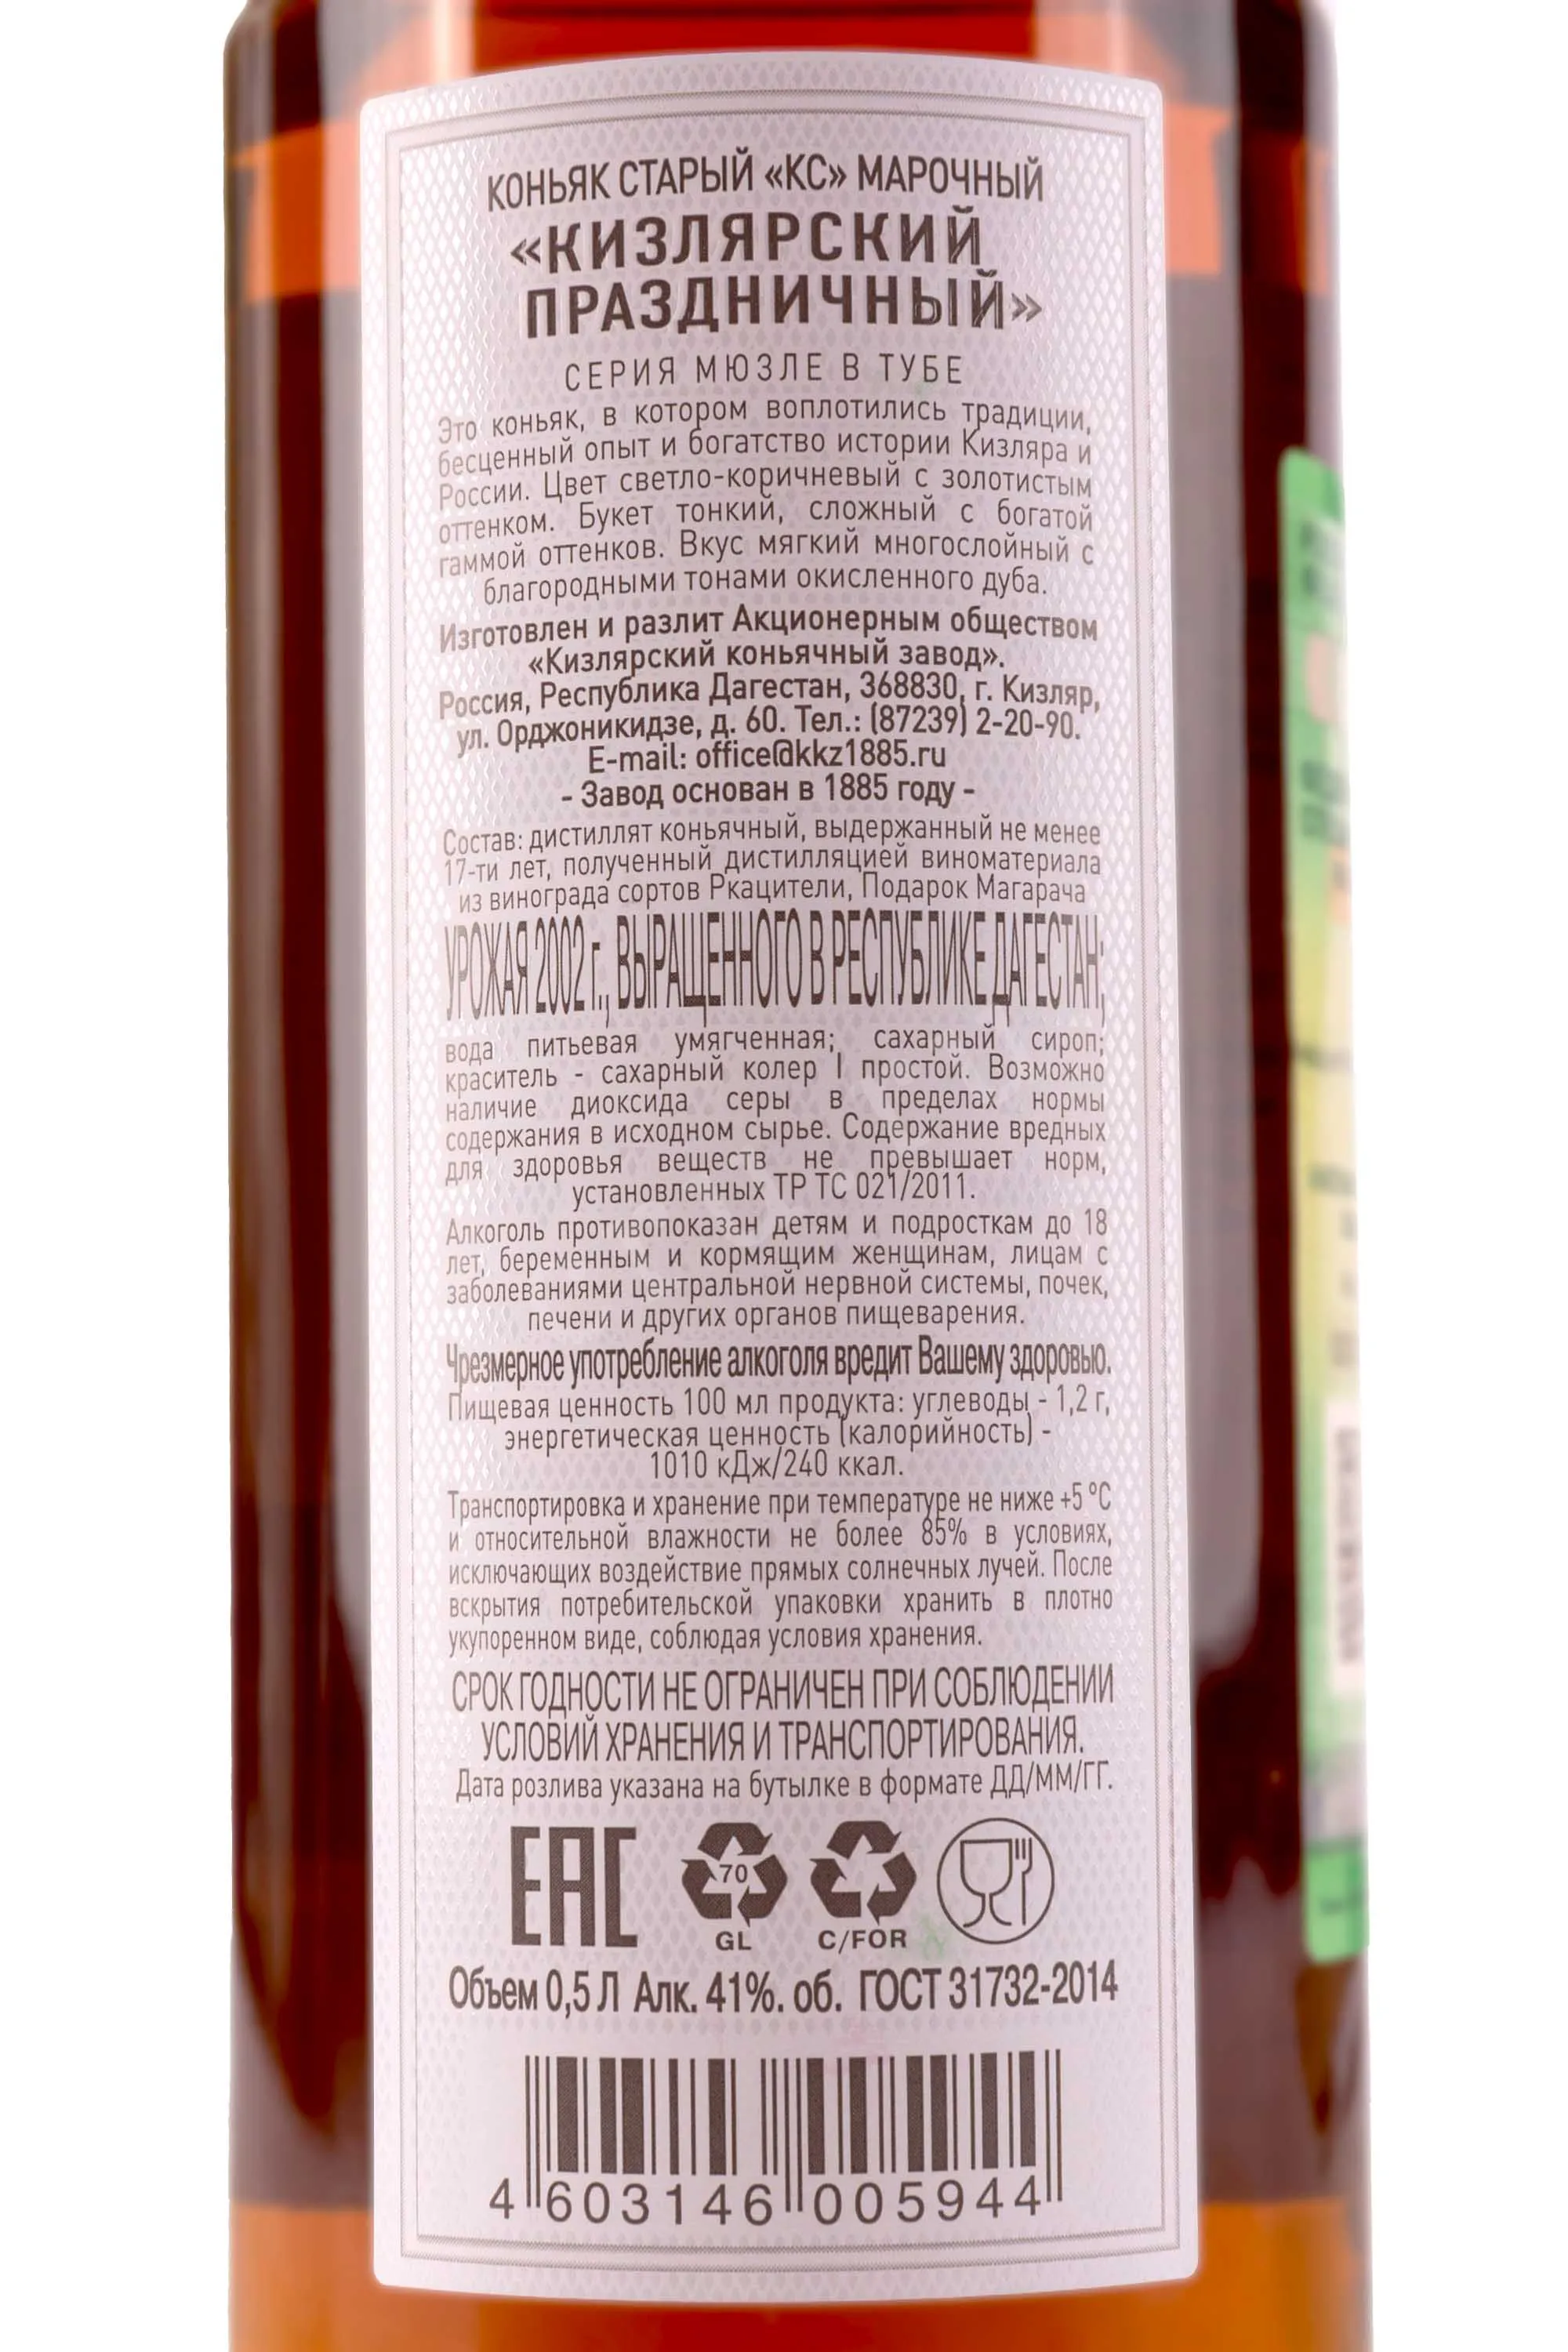 КОНЬЯК СТАРЫЙ «КС» МАРОЧНЫЙ
«КИЗЛЯРСКИЙ
ПРАЗДНИЧНЫЙ»
СЕРИЯ МЮЗЛЕ В ТУБЕ
Это коньяк, в котором воплотились традиции,
бесценный опыт и богатство истории Кизляра и
России. Цвет светло-коричневый с золотистым
оттенком. Букет тонкий, сложный с богатой
гаммой оттенков. Вкус мягкий многослойный с
благородными тонами окисленного дуба.
Изготовлен и разлит Акционерным обществом
«Кизлярский коньячный завод».
Россия, Республика Дагестан, 368830, г. Кизляр,
ул. Орджоникидзе, д. 60. Тел.: (87239) 2-20-90.
E-mail: office@kkz1885.ru
- Завод основан в 1885 году -
Состав: дистиллят коньячный, выдержанный не менее
17-ти лет, полученный дистилляцией виноматериала
из винограда сортов Ркацители, Подарок Магарача
УРОЖАЯ 2002 г., ВЫРАЩЕННОГО В РЕСПУБЛИКЕ ДАГЕСТАН;
вода питьевая умягченная; сахарный сироп;
краситель - сахарный колер I простой. Возможно
наличие диоксида серы в пределах нормы
содержания в исходном сырье. Содержание вредных
для здоровья веществ не превышает норм,
установленных ТР ТС 021/2011.
Алкоголь противопоказан детям и подросткам до 18
лет, беременным и кормящим женщинам, лицам с
заболеваниями центральной нервной системы, почек,
печени и других органов пищеварения.
Чрезмерное употребление алкоголя вредит Вашему здоровью.
Пищевая ценность 100 мл продукта: углеводы - 1,2 г,
энергетическая ценность (калорийность) -
1010 кДж/240 ккал.
Транспортировка и хранение при температуре не ниже +5 °С
и относительной влажности не более 85% в условиях,
исключающих воздействие прямых солнечных лучей. После
вскрытия потребительской упаковки хранить в плотно
укупоренном виде, соблюдая условия хранения.
СРОК ГОДНОСТИ НЕ ОГРАНИЧЕН ПРИ СОБЛЮДЕНИИ
УСЛОВИЙ ХРАНЕНИЯ И ТРАНСПОРТИРОВАНИЯ.
Дата розлива указана на бутылке в формате ДД/ММ/ГГ.
EAC 70
GL C/FOR
Объем 0,5 Л Алк. 41%. об. ГОСТ 31732-2014
4 603146 005944